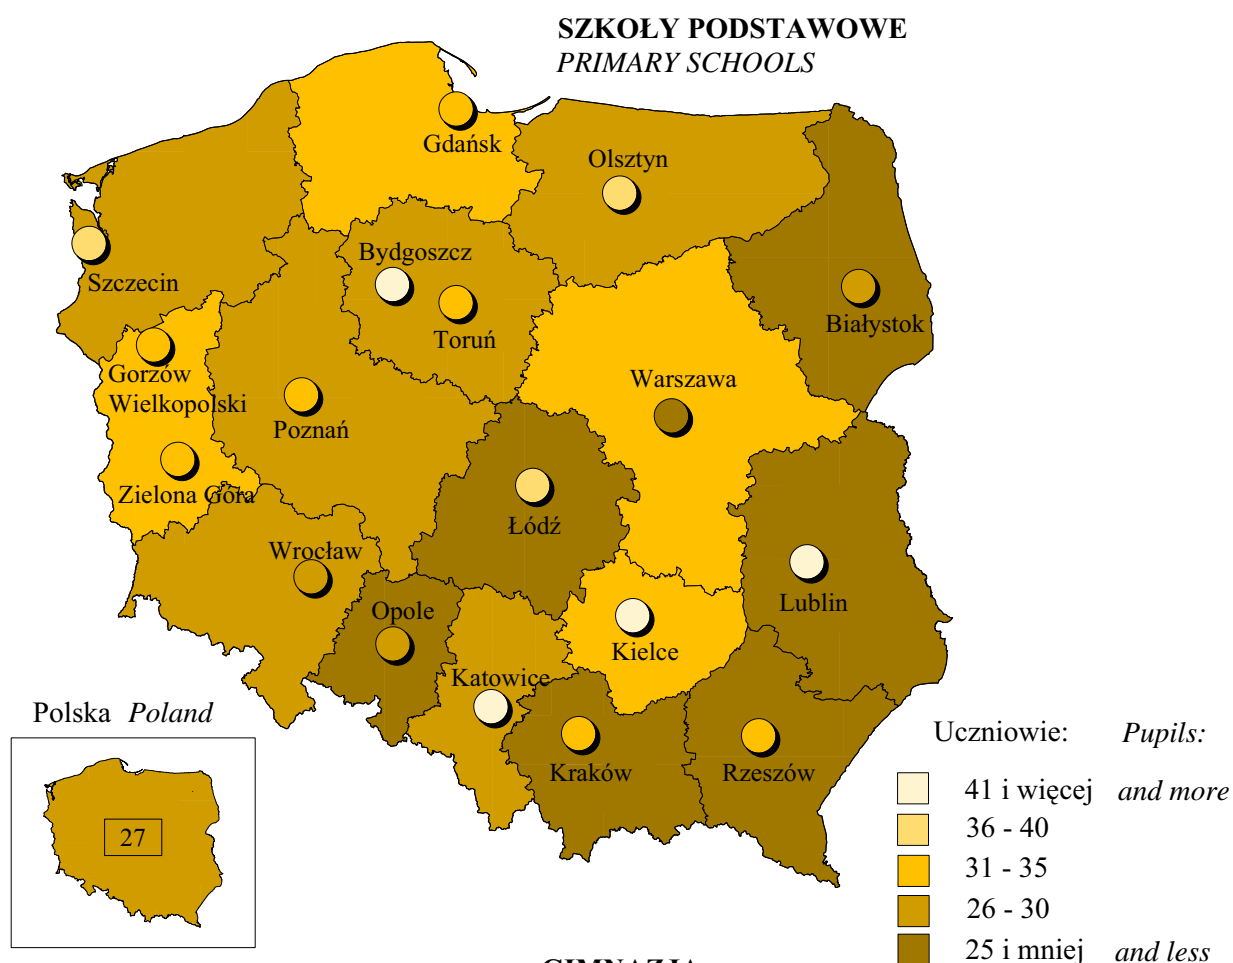 SZKOŁY PODSTAWOWE
PRIMARY SCHOOLS
Gdańsk
Olsztyn
Bydgoszcz
Szczecin
Toruń
Białystok
Gorzów
Wielkopolski
Warszawa
Poznań
Zielona Góra
Łódź
Wrocław
Opole
Lublin
Kielce
Katowice
Kraków
Rzeszów
Polska Poland
27
Uczniowie: Pupils:
41 i więcej and more
36 - 40
31 - 35
26 - 30
25 i mniej and less
GIMNAZJA